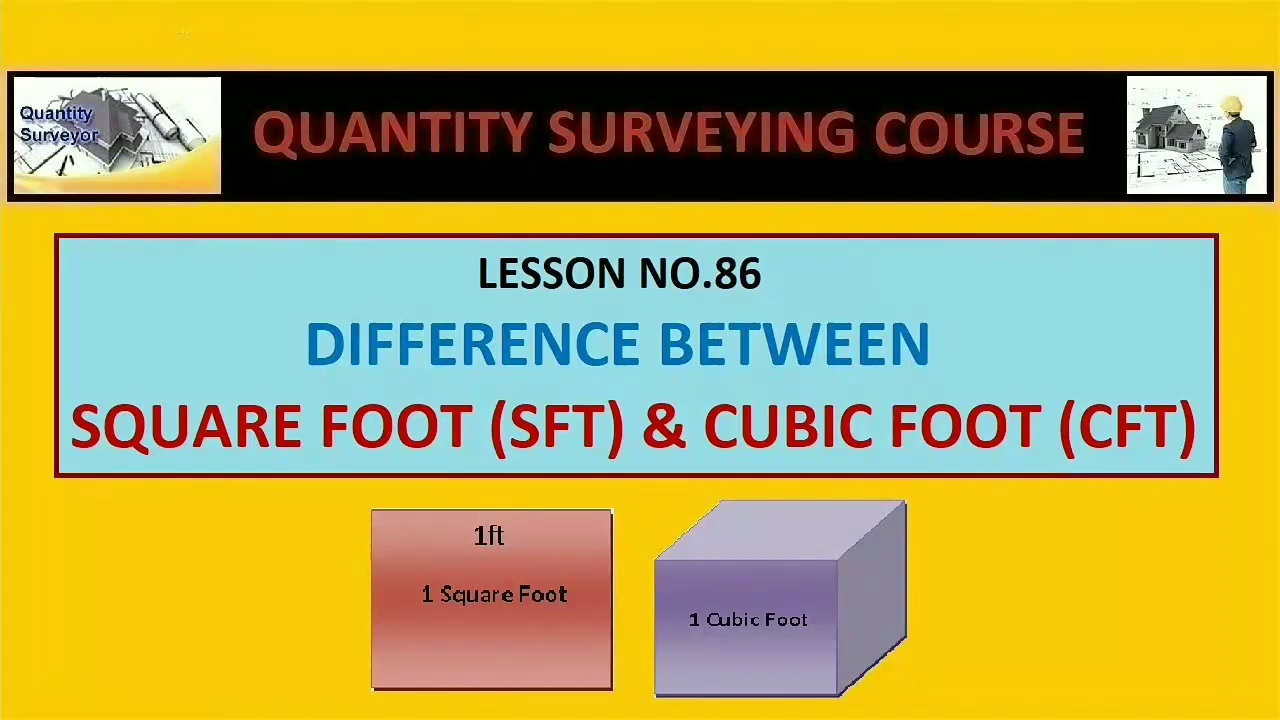 Quantity
Surveyor
QUANTITY SURVEYING COURSE
LESSON NO.86
DIFFERENCE BETWEEN
SQUARE FOOT (SFT) & CUBIC FOOT (CFT)
1ft
1 Square Foot
1 Cubic Foot